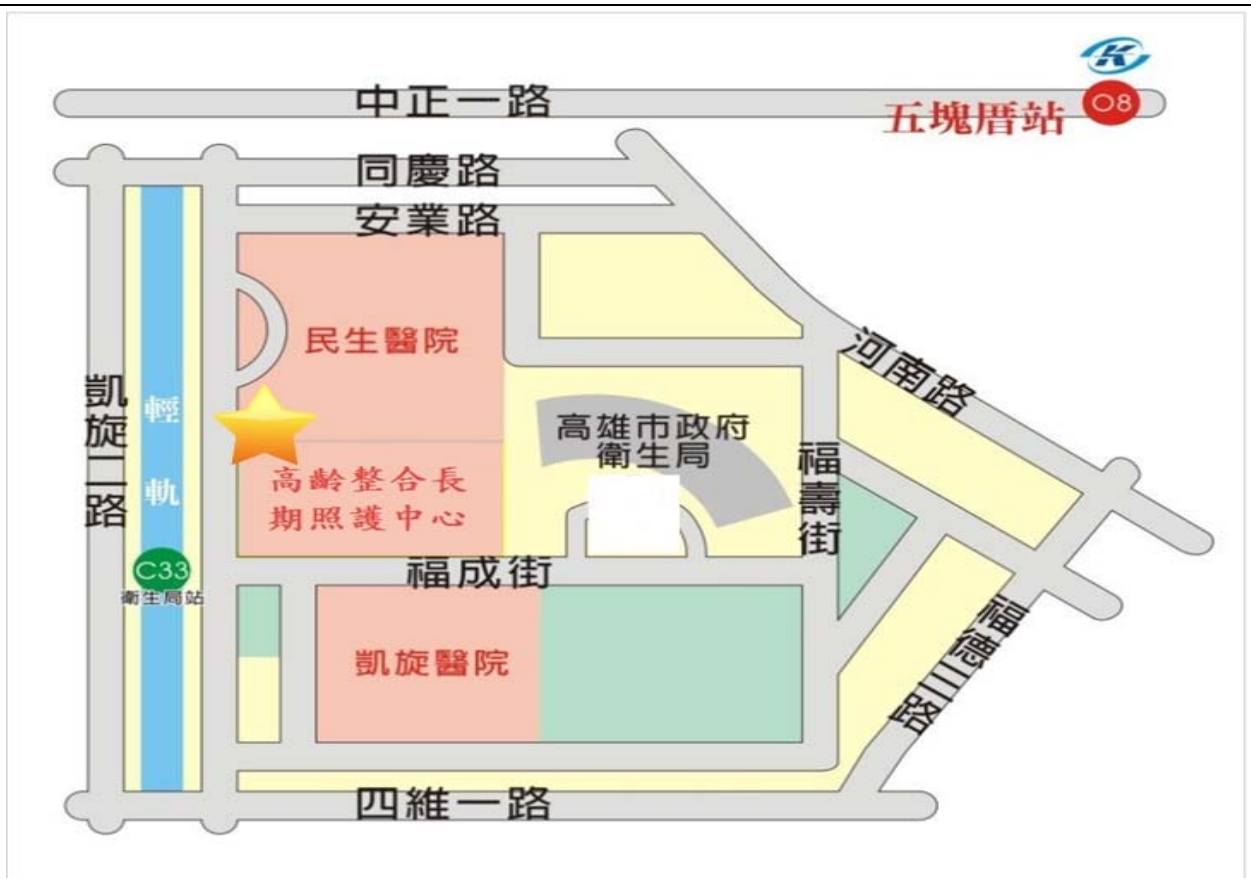 K
中正一路
五塊厝站
O8
同慶路
安業路
民生醫院
河南路
凱旋二路
輕軌
高雄市政府
衛生局
福壽街
高齡整合長
期照護中心
C33
衛生局站
福成街
凱旋醫院
福德三路
四維一路